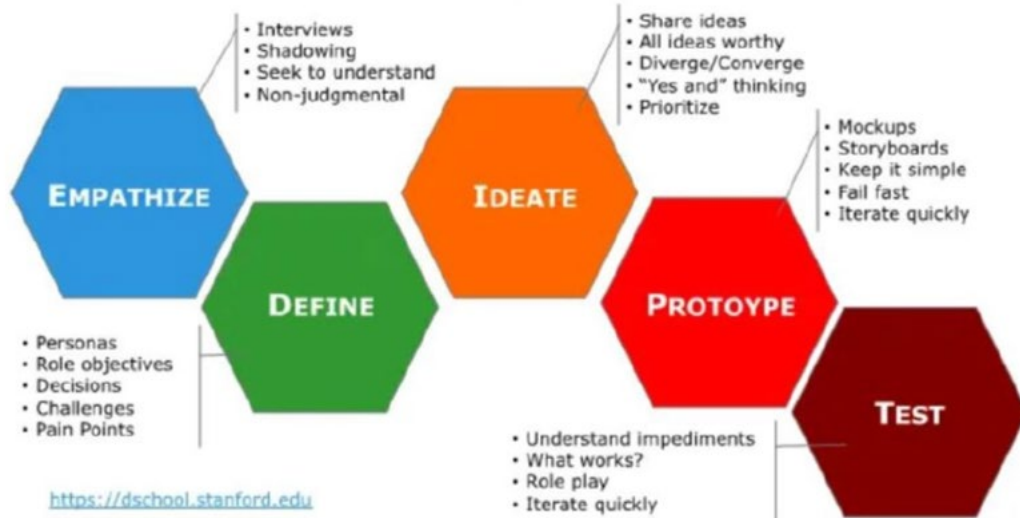 • Interviews
• Shadowing
• Seek to understand
• Non-judgmental
EMPATHIZE
DEFINE
• Personas
• Role objectives
• Decisions
• Challenges
• Pain Points
• Share ideas
• All ideas worthy
• Diverge/Converge
• "Yes and" thinking
• Prioritize
IDEATE
• Mockups
• Storyboards
• Keep it simple
• Fail fast
• Iterate quickly
PROTOYPE
TEST
• Understand impediments
• What works?
• Role play
• Iterate quickly
https://dschool.stanford.edu